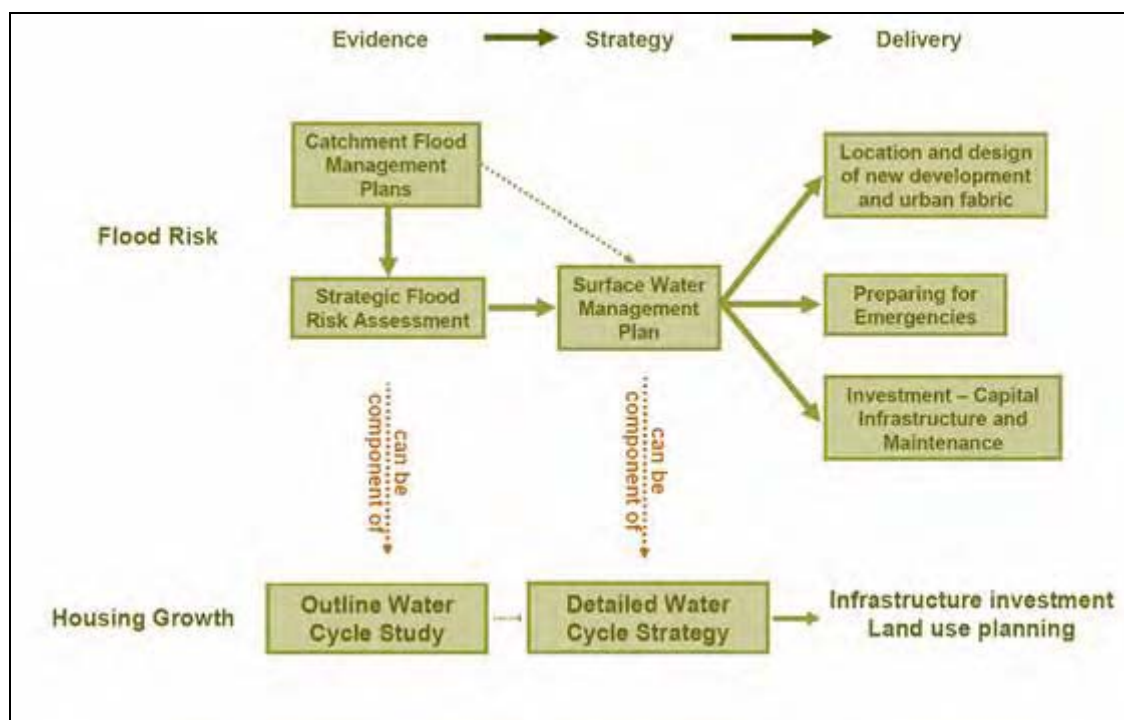 Evidence
Strategy
Delivery
Catchment Flood
Management
Plans
Location and design
of new development
and urban fabric
Flood Risk
Strategic Flood
Risk Assessment
Surface Water
Management
Plan
Preparing for
Emergencies
Investment – Capital
Infrastructure and
Maintenance
can be
component of
can be
component of
Housing Growth
Outline Water
Cycle Study
Detailed Water
Cycle Strategy
Infrastructure investment
Land use planning